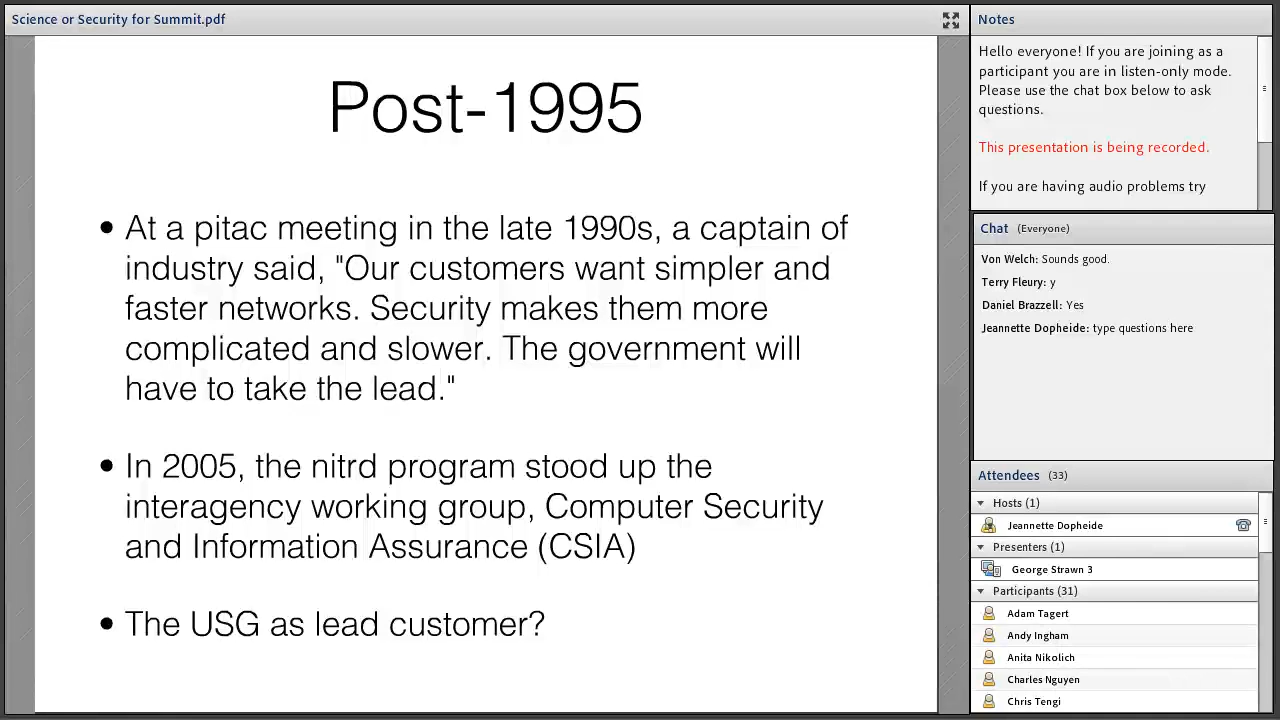 Science or Security for Summit.pdf
Post-1995
• At a pitac meeting in the late 1990s, a captain of
industry said, "Our customers want simpler and
faster networks. Security makes them more
complicated and slower. The government will
have to take the lead."
• In 2005, the nitrd program stood up the
interagency working group, Computer Security
and Information Assurance (CSIA)
• The USG as lead customer?
Notes
Hello everyone! If you are joining as a
participant you are in listen-only mode.
Please use the chat box below to ask
questions.
This presentation is being recorded.
If you are having audio problems try
Chat (Everyone)
Von Welch: Sounds good.
Terry Fleury: y
Daniel Brazzell: Yes
Jeannette Dopheide: type questions here
Attendees (33)
Hosts (1)
Jeannette Dopheide
Presenters (1)
George Strawn 3
Participants (31)
Adam Tagert
Andy Ingham
Anita Nikolich
Charles Nguyen
Chris Tengi